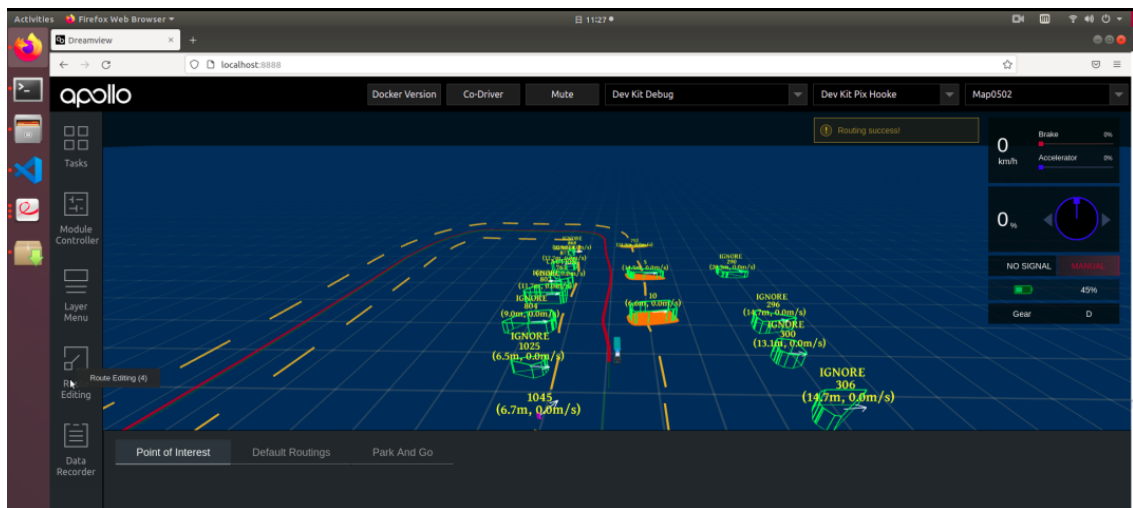 Activities Firefox Web Browser 日 11:27
Dreamview × +
localhost:8888
apollo Docker Version Co-Driver Mute Dev Kit Debug Dev Kit Pix Hooke Map0502
Routing success!
Tasks
Module
Controller
Layer
Menu
Route Editing (4)
Editing
Data
Recorder
0
km/h
Brake 0%
Accelerator 0%
0 %
NO SIGNAL MANUAL
45%
Gear D
IGNORE
804
(9.0m, 0.0m/s)
IGNORE
1025
(6.5m, 0.0m/s)
1045
(6.7m, 0.0m/s)
10
(6.6m, 0.0m/s)
IGNORE
IGNORE
296
(14.7m, 0.0m/s)
IGNORE
300
(13.1m, 0.0m/s)
IGNORE
306
(14.7m, 0.0m/s)
Point of Interest Default Routings Park And Go